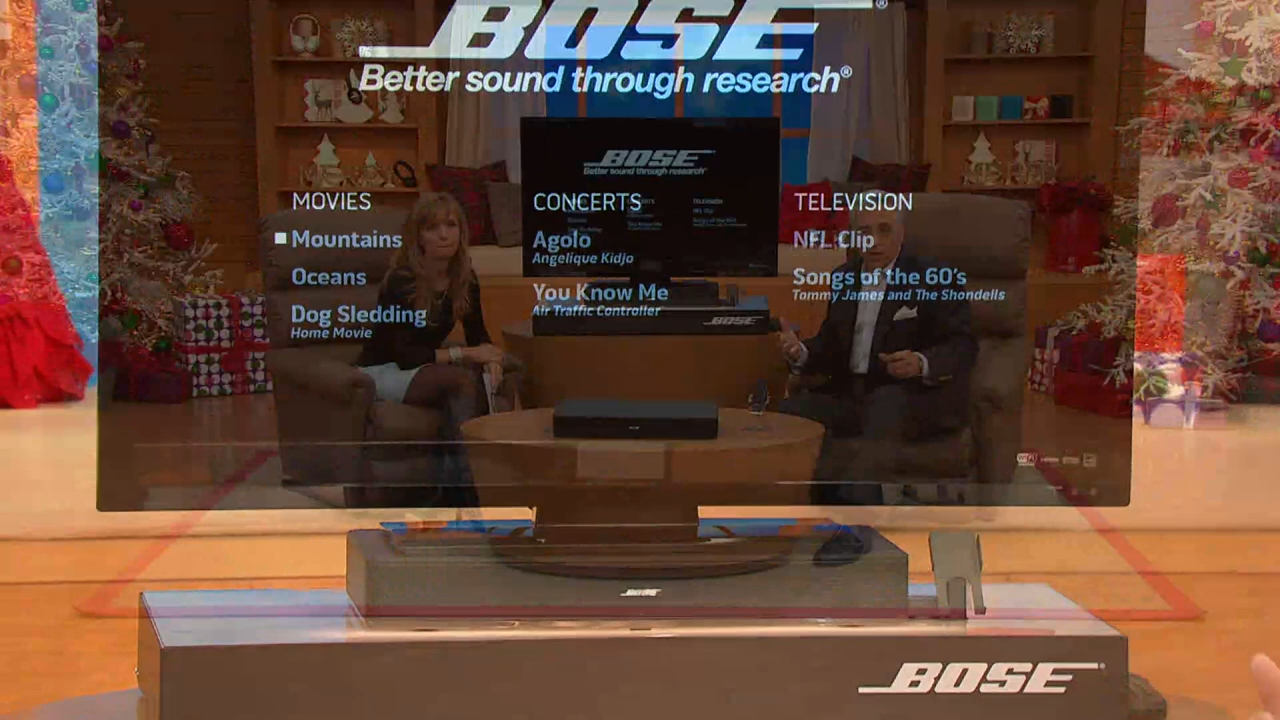 BOSE®
Better sound through research®
BOSE
Better sound through research®
MOVIES
CONCERTS
TELEVISION
Mountains
Agolo
Angelique Kidjo
NFL Clip
Oceans
You Know Me
Air Traffic Controller
Songs of the 60's
Tommy James and The Shondells
Dog Sledding
Home Movie
BOSE
BOSE
BOSE